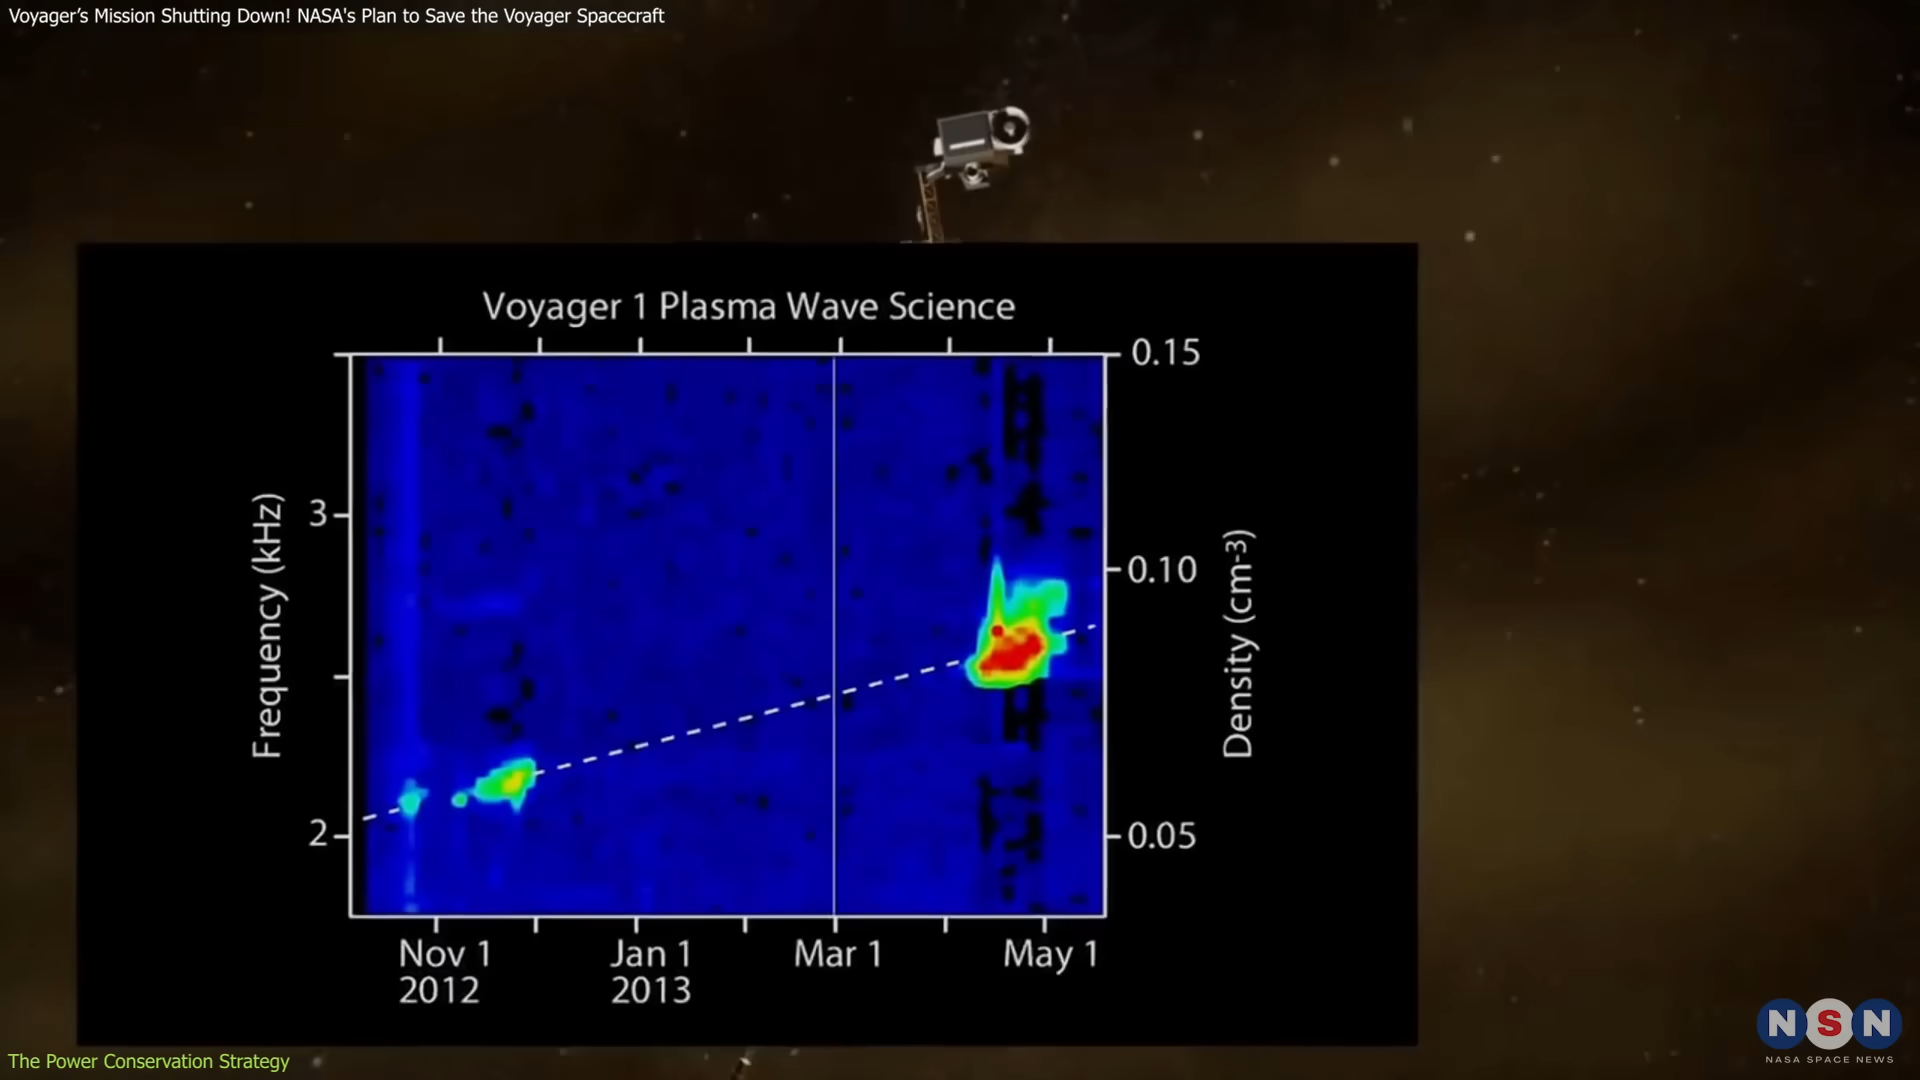 Voyager’s Mission Shutting Down! NASA's Plan to Save the Voyager Spacecraft
Voyager 1 Plasma Wave Science
0.15
3
0.10
Frequency (kHz)
Density (cm-3)
2
0.05
Nov 1
2012
Jan 1
2013
Mar 1
May 1
NSN
NASA SPACE NEWS
The Power Conservation Strategy